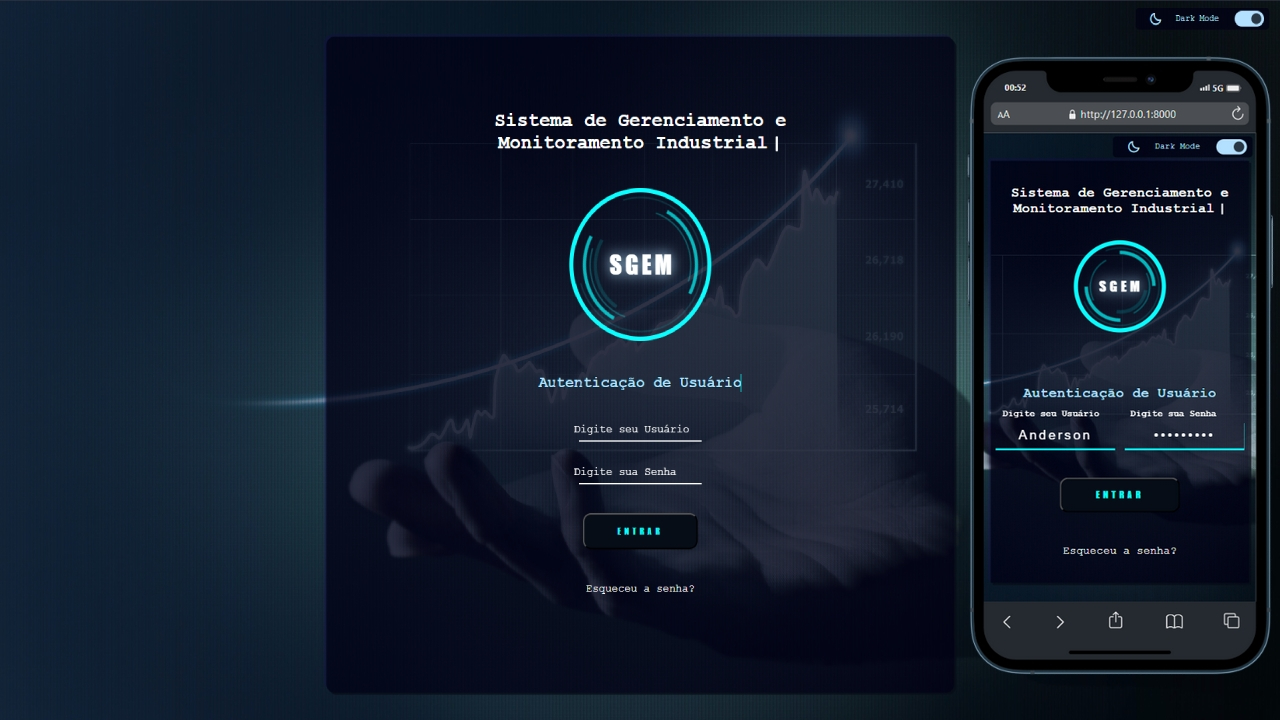 Dark Mode
Sistema de Gerenciamento e
Monitoramento Industrial|
27,410
SGEM
26,718
26,190
Autenticação de Usuário
25,714
Digite seu Usuário
Digite sua Senha
ENTRAR
Esqueceu a senha?
00:52
5G
AA http://127.0.0.1:8000
Dark Mode
Sistema de Gerenciamento e
Monitoramento Industrial|
SGEM
Autenticação de Usuário
Digite seu Usuário Digite sua Senha
Anderson •••••••••
ENTRAR
Esqueceu a senha?